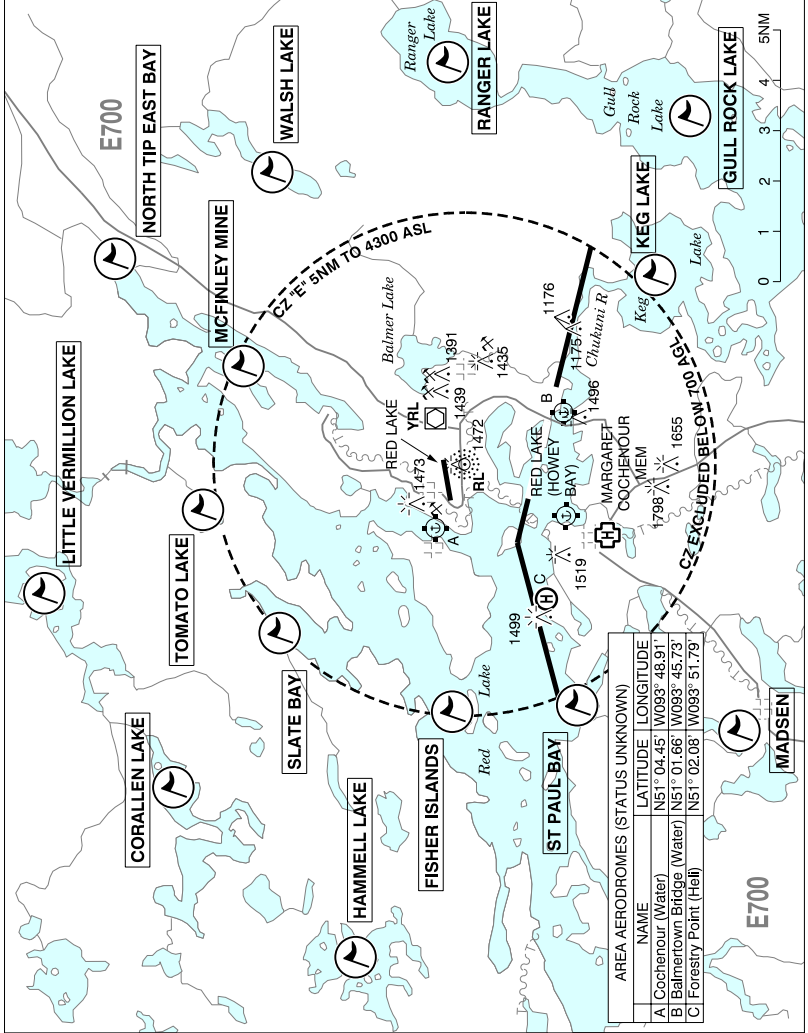 LITTLE VERMILLION LAKE
NORTH TIP EAST BAY
E700
WALSH LAKE
Ranger
Lake
RANGER LAKE
MCFINLEY MINE
TOMATO LAKE
CORALLEN LAKE
SLATE BAY
HAMMELL LAKE
FISHER ISLANDS
Red
Lake
ST PAUL BAY
CZ "E" 5NM TO 4300 ASL
Balmer Lake
RED LAKE
YRL
1473
1439
1391
1435
1472
RL
A
1176
1175
Chukuni R
B
1496
RED LAKE
(HOWEY
BAY)
C
1499
1519
MARGARET
COCHENOUR
MEM
1798
1655
CZ EXCLUDED BELOW 700 AGL
KEG LAKE
Keg
Lake
Gull
Rock
Lake
GULL ROCK LAKE
0 1 2 3 4 5NM
MADSEN
E700
AREA AERODROMES (STATUS UNKNOWN)
NAME LATITUDE LONGITUDE
A Cochenour (Water) N51° 04.45' W093° 48.91'
B Balmertown Bridge (Water) N51° 01.66' W093° 45.73'
C Forestry Point (Heli) N51° 02.08' W093° 51.79'
H
H